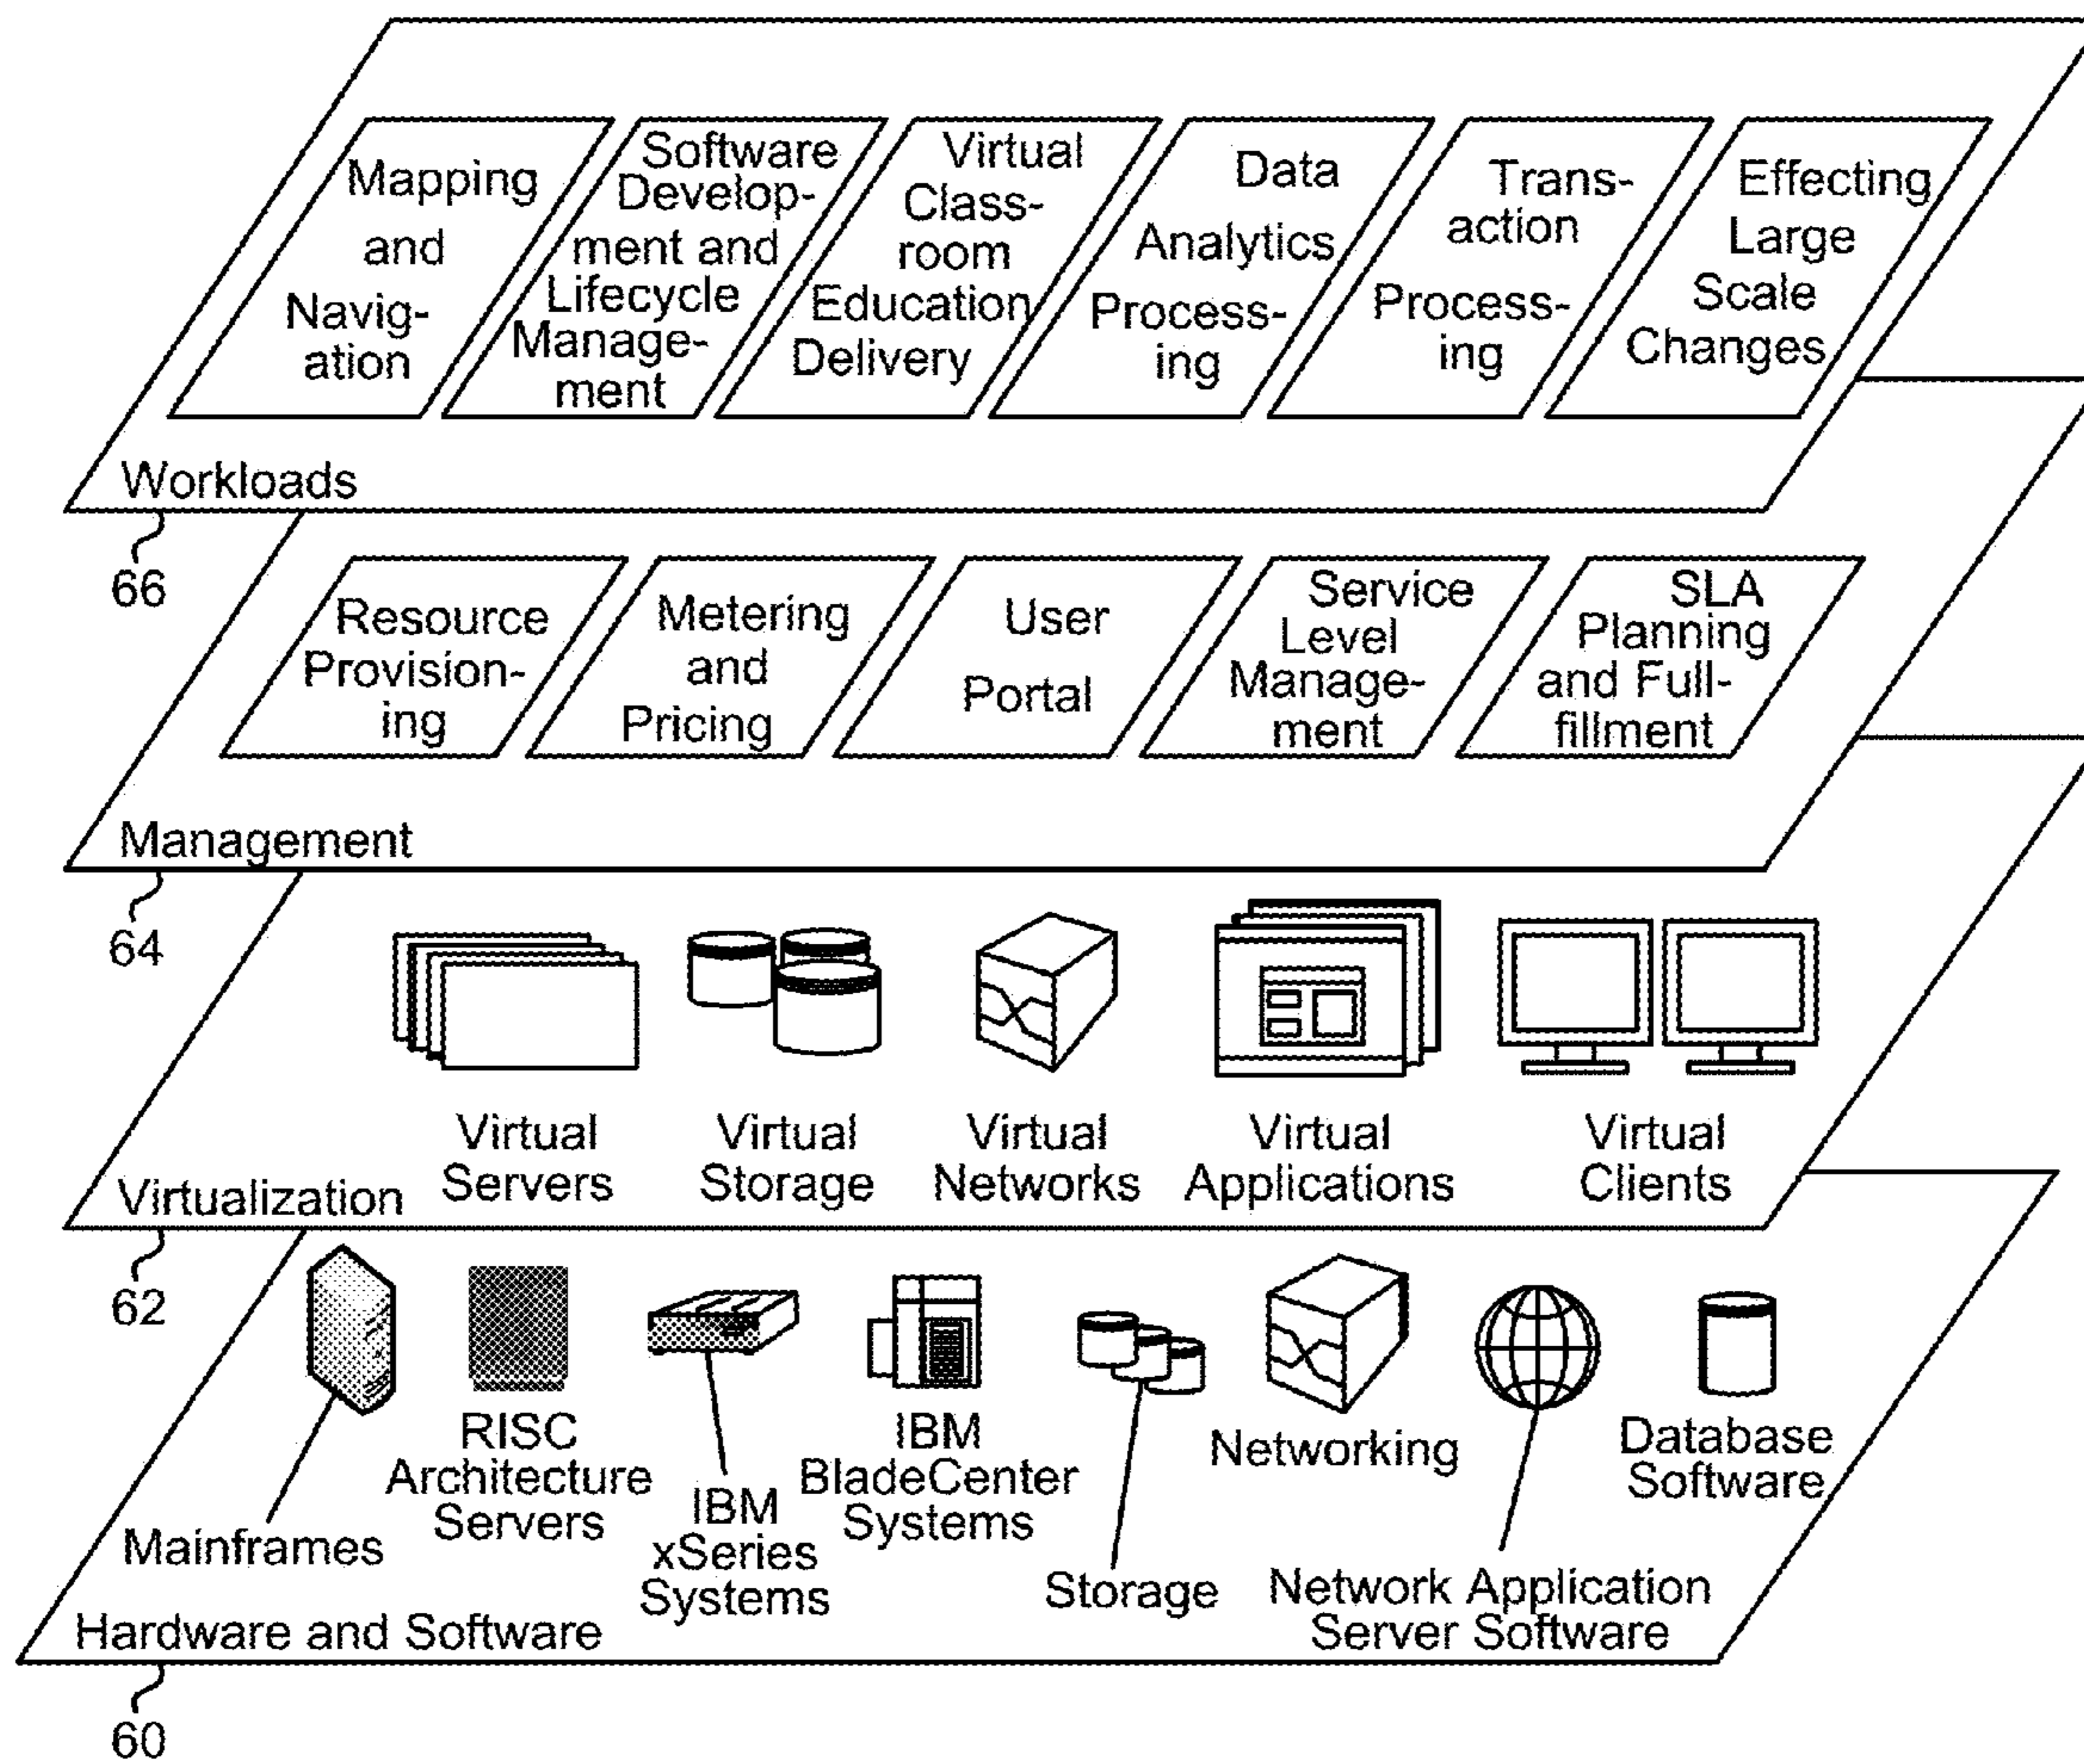 Mapping
and
Navig-
ation
Software
Develop-
ment and
Lifecycle
Manage-
ment
Virtual
Class-
room
Education
Delivery
Data
Analytics
Process-
ing
Trans-
action
Process-
ing
Effecting
Large
Scale
Changes
Workloads
66
Resource
Provision-
ing
Metering
and
Pricing
User
Portal
Service
Level
Manage-
ment
SLA
Planning
and Full-
fillment
Management
64
Virtual
Servers
Virtual
Storage
Virtual
Networks
Virtual
Applications
Virtual
Clients
Virtualization
62
Mainframes
RISC
Architecture
Servers
IBM
xSeries
Systems
IBM
BladeCenter
Systems
Storage
Networking
Network Application
Server Software
Database
Software
Hardware and Software
60